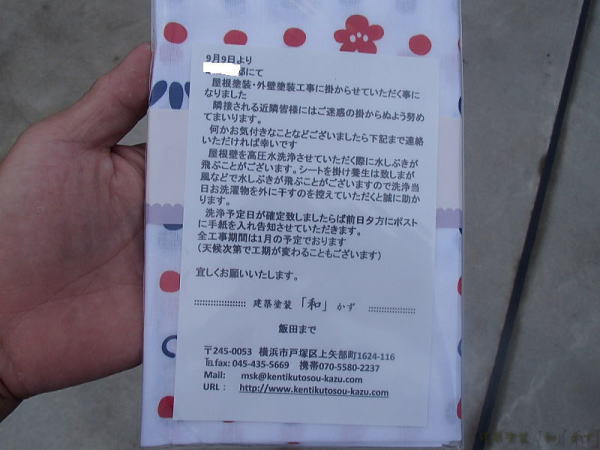 9月9日より
邸にて
屋根塗装・外壁塗装工事に掛からせていただく事に
なりました
隣接される近隣皆様にはご迷惑の掛からぬよう努め
てまいります。
何かお気付きなことなどございましたら下記まで連絡
いただければ幸いです
屋根壁を高圧水洗浄させていただく際に水しぶきが
飛ぶことがございます。シートを掛け養生は致しまが
風などで水しぶきが飛ぶことがございますので洗浄当
日お洗濯物を外に干すのを控えていただくと誠に助か
ります。
洗浄予定日が確定致しましたらば前日夕方にポスト
に手紙を入れ告知させていただきます。
全工事期間は1月の予定でおります
（天候次第で工期が変わることもございます）
宜しくお願いいたします。
建築塗装 「和」 かず
飯田まで
〒245-0053 横浜市戸塚区上矢部町1624-116
℡fax: 045-435-5669 携帯070-5580-2237
Mail: msk@kentikutosou-kazu.com
URL： http://www.kentikutosou-kazu.com
建築塗装「和」かず